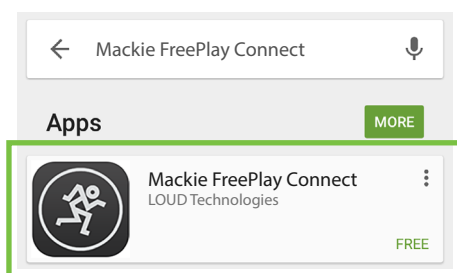 Mackie FreePlay Connect
Apps
MORE
Mackie FreePlay Connect
LOUD Technologies
FREE